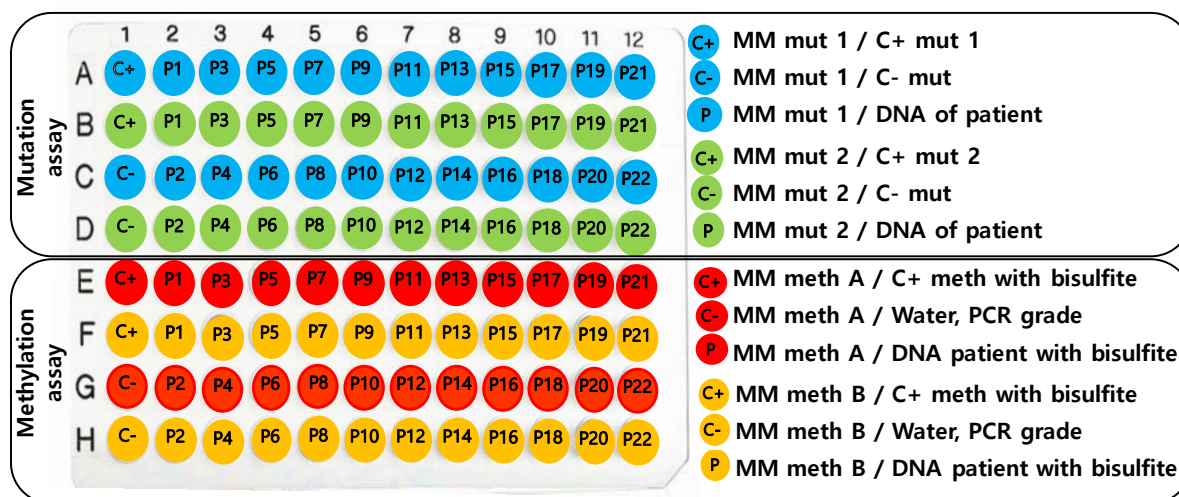 1 2 3 4 5 6 7 8 9 10 11 12
A C+ P1 P3 P5 P7 P9 P11 P13 P15 P17 P19 P21
B C+ P1 P3 P5 P7 P9 P11 P13 P15 P17 P19 P21
C C- P2 P4 P6 P8 P10 P12 P14 P16 P18 P20 P22
D C- P2 P4 P6 P8 P10 P12 P14 P16 P18 P20 P22
Mutation
assay
C+ MM mut 1 / C+ mut 1
C- MM mut 1 / C- mut
P MM mut 1 / DNA of patient
C+ MM mut 2 / C+ mut 2
C- MM mut 2 / C- mut
P MM mut 2 / DNA of patient
E C+ P1 P3 P5 P7 P9 P11 P13 P15 P17 P19 P21
F C+ P1 P3 P5 P7 P9 P11 P13 P15 P17 P19 P21
G C- P2 P4 P6 P8 P10 P12 P14 P16 P18 P20 P22
H C- P2 P4 P6 P8 P10 P12 P14 P16 P18 P20 P22
Methylation
assay
C+ MM meth A / C+ meth with bisulfite
C- MM meth A / Water, PCR grade
P MM meth A / DNA patient with bisulfite
C+ MM meth B / C+ meth with bisulfite
C- MM meth B / Water, PCR grade
P MM meth B / DNA patient with bisulfite